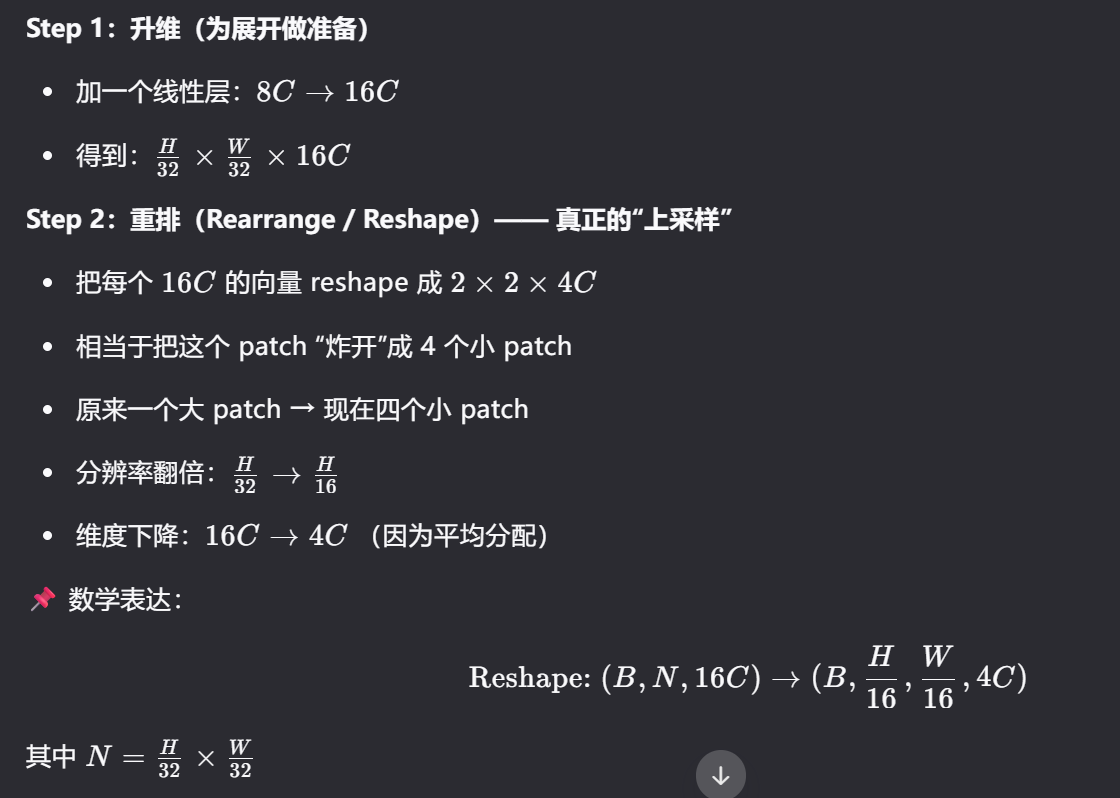 Step 1：升维（为展开做准备）
• 加一个线性层：8C → 16C
• 得到：H/32 × W/32 × 16C
Step 2：重排（Rearrange / Reshape）—— 真正的“上采样”
• 把每个 16C 的向量 reshape 成 2 × 2 × 4C
• 相当于把这个 patch “炸开”成 4 个小 patch
• 原来一个大 patch → 现在四个小 patch
• 分辨率翻倍：H/32 → H/16
• 维度下降：16C → 4C （因为平均分配）
📌 数学表达：
Reshape: (B, N, 16C) → (B, H/16, W/16, 4C)
其中 N = H/32 × W/32